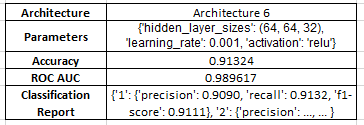 Architecture Architecture 6
Parameters {'hidden_layer_sizes': (64, 64, 32),
'learning_rate': 0.001, 'activation': 'relu'}
Accuracy 0.91324
ROC AUC 0.989617
Classification {'1': {'precision': 0.9090, 'recall': 0.9132, 'f1-
Report score': 0.9111}, '2': {'precision': ..., ... }